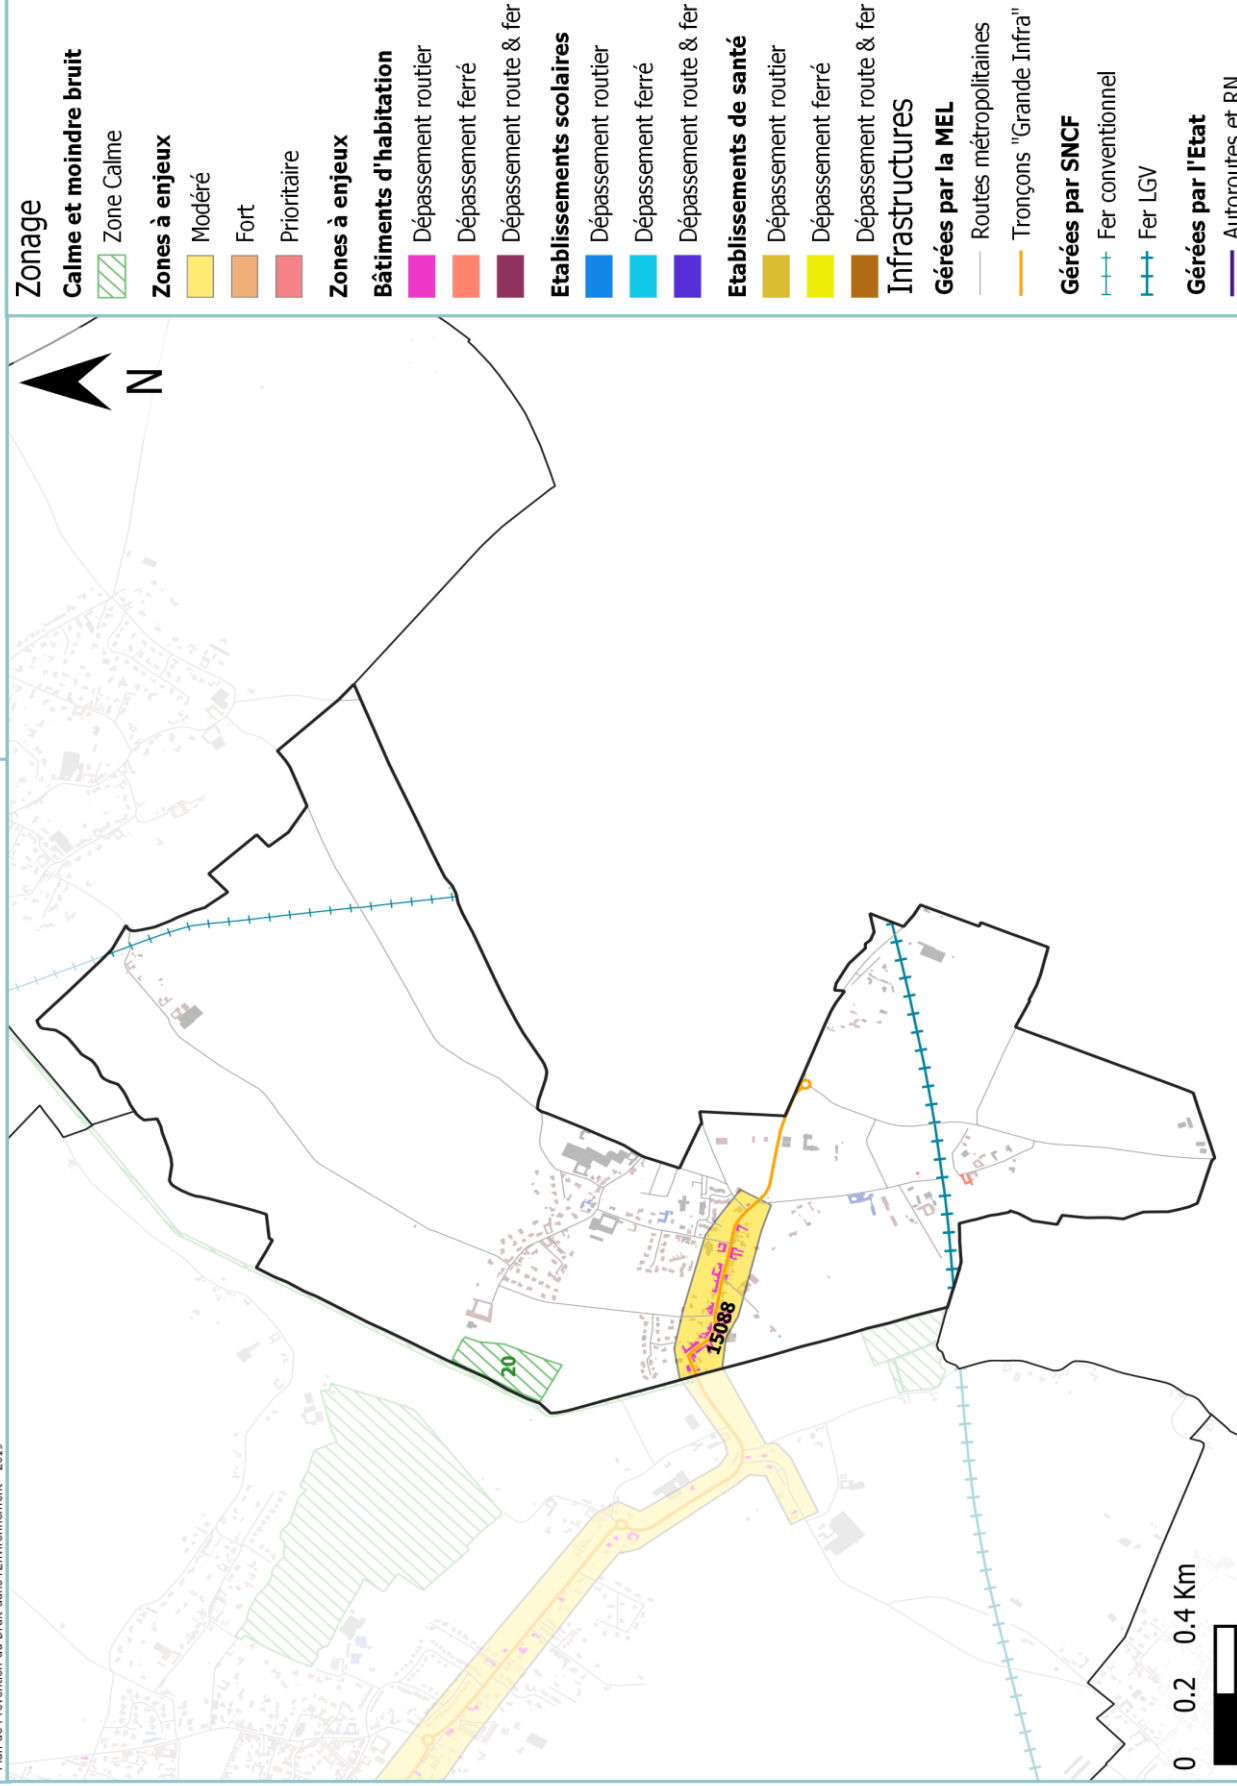 Zonage
Calme et moindre bruit
Zone Calme
Zones à enjeux
Modéré
Fort
Prioritaire
Zones à enjeux
Bâtiments d'habitation
Dépassement routier
Dépassement ferré
Dépassement route & fer
Etablissements scolaires
Dépassement routier
Dépassement ferré
Dépassement route & fer
Etablissements de santé
Dépassement routier
Dépassement ferré
Dépassement route & fer
Infrastructures
Gérées par la MEL
Routes métropolitaines
Tronçons "Grande Infra"
Gérées par SNCF
Fer conventionnel
Fer LGV
Gérées par l'Etat
Autoroutes et RN
N
20
15088
0 0.2 0.4 Km